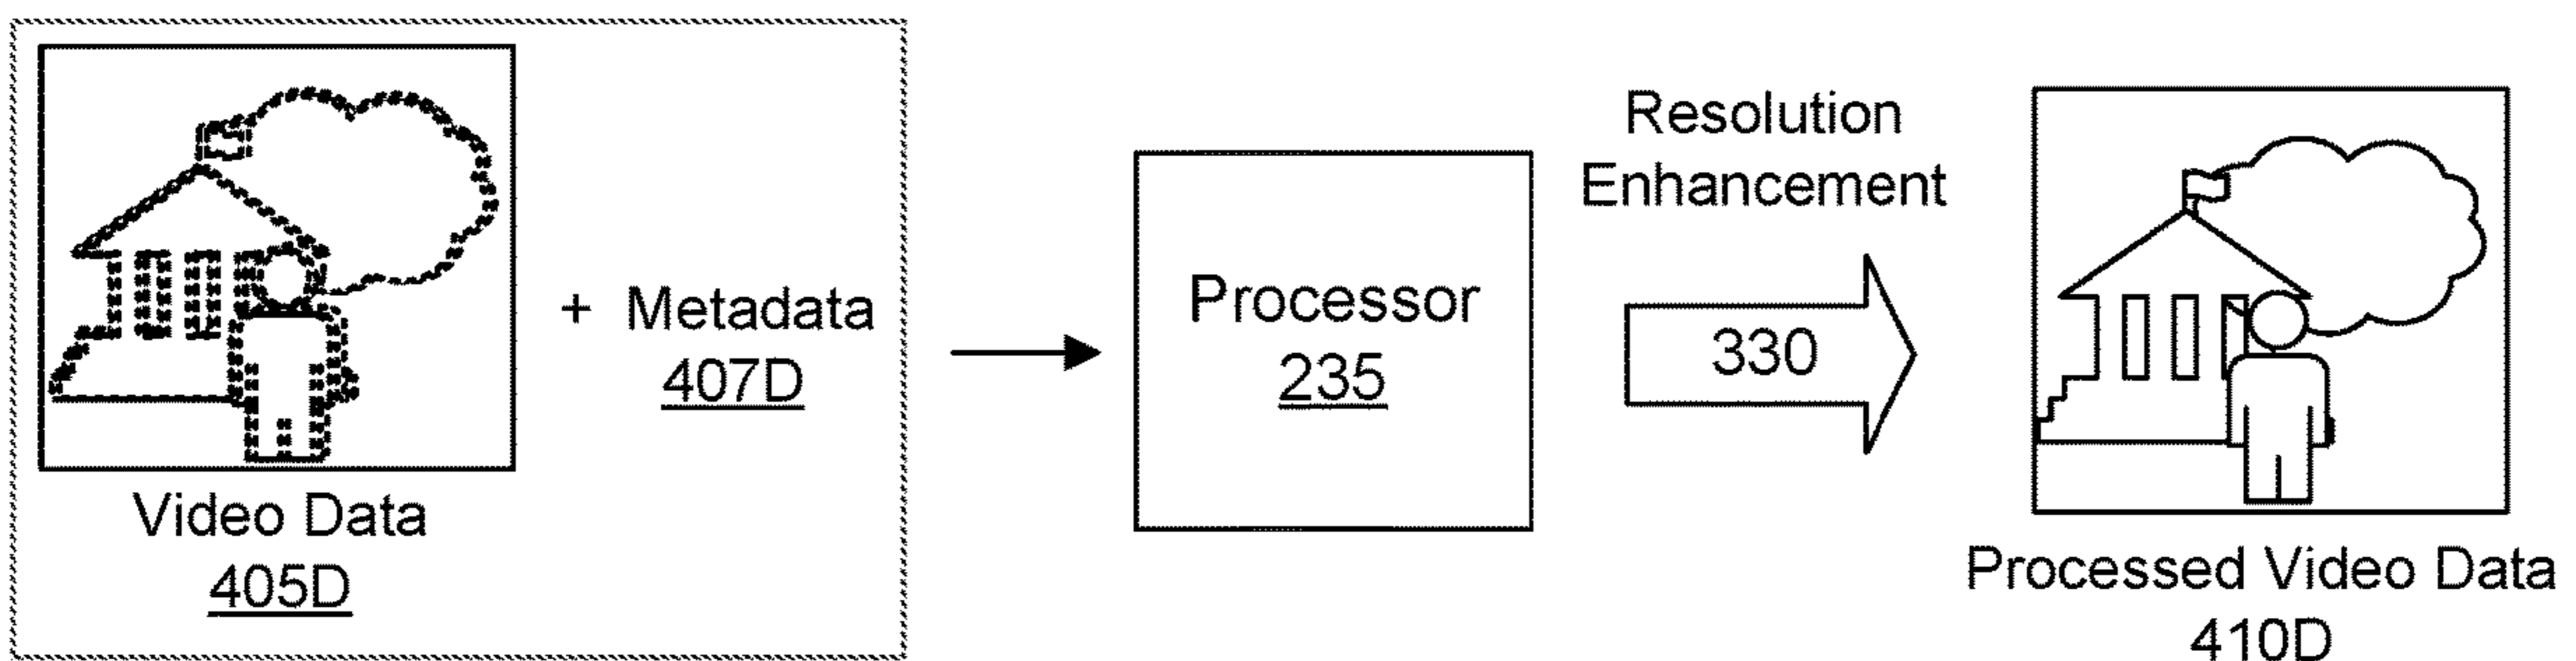 + Metadata
407D
Video Data
405D
Processor
235
Resolution
Enhancement
330
Processed Video Data
410D